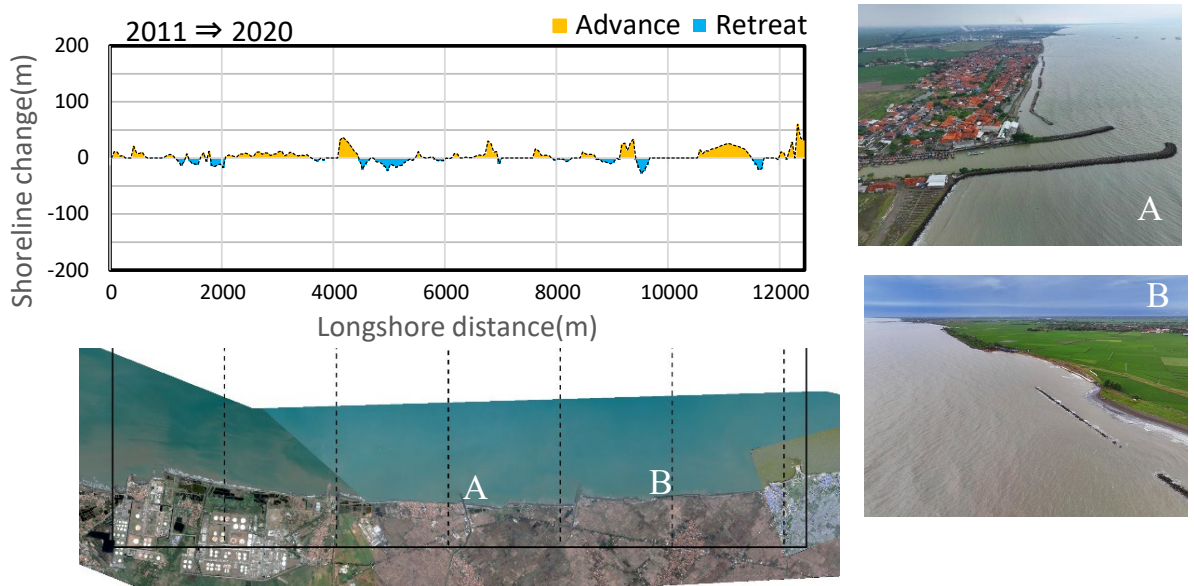 2011 ⇒ 2020
Advance Retreat
Shoreline change(m)
200
100
0
-100
-200
0 2000 4000 6000 8000 10000 12000
Longshore distance(m)
A
B
A
B